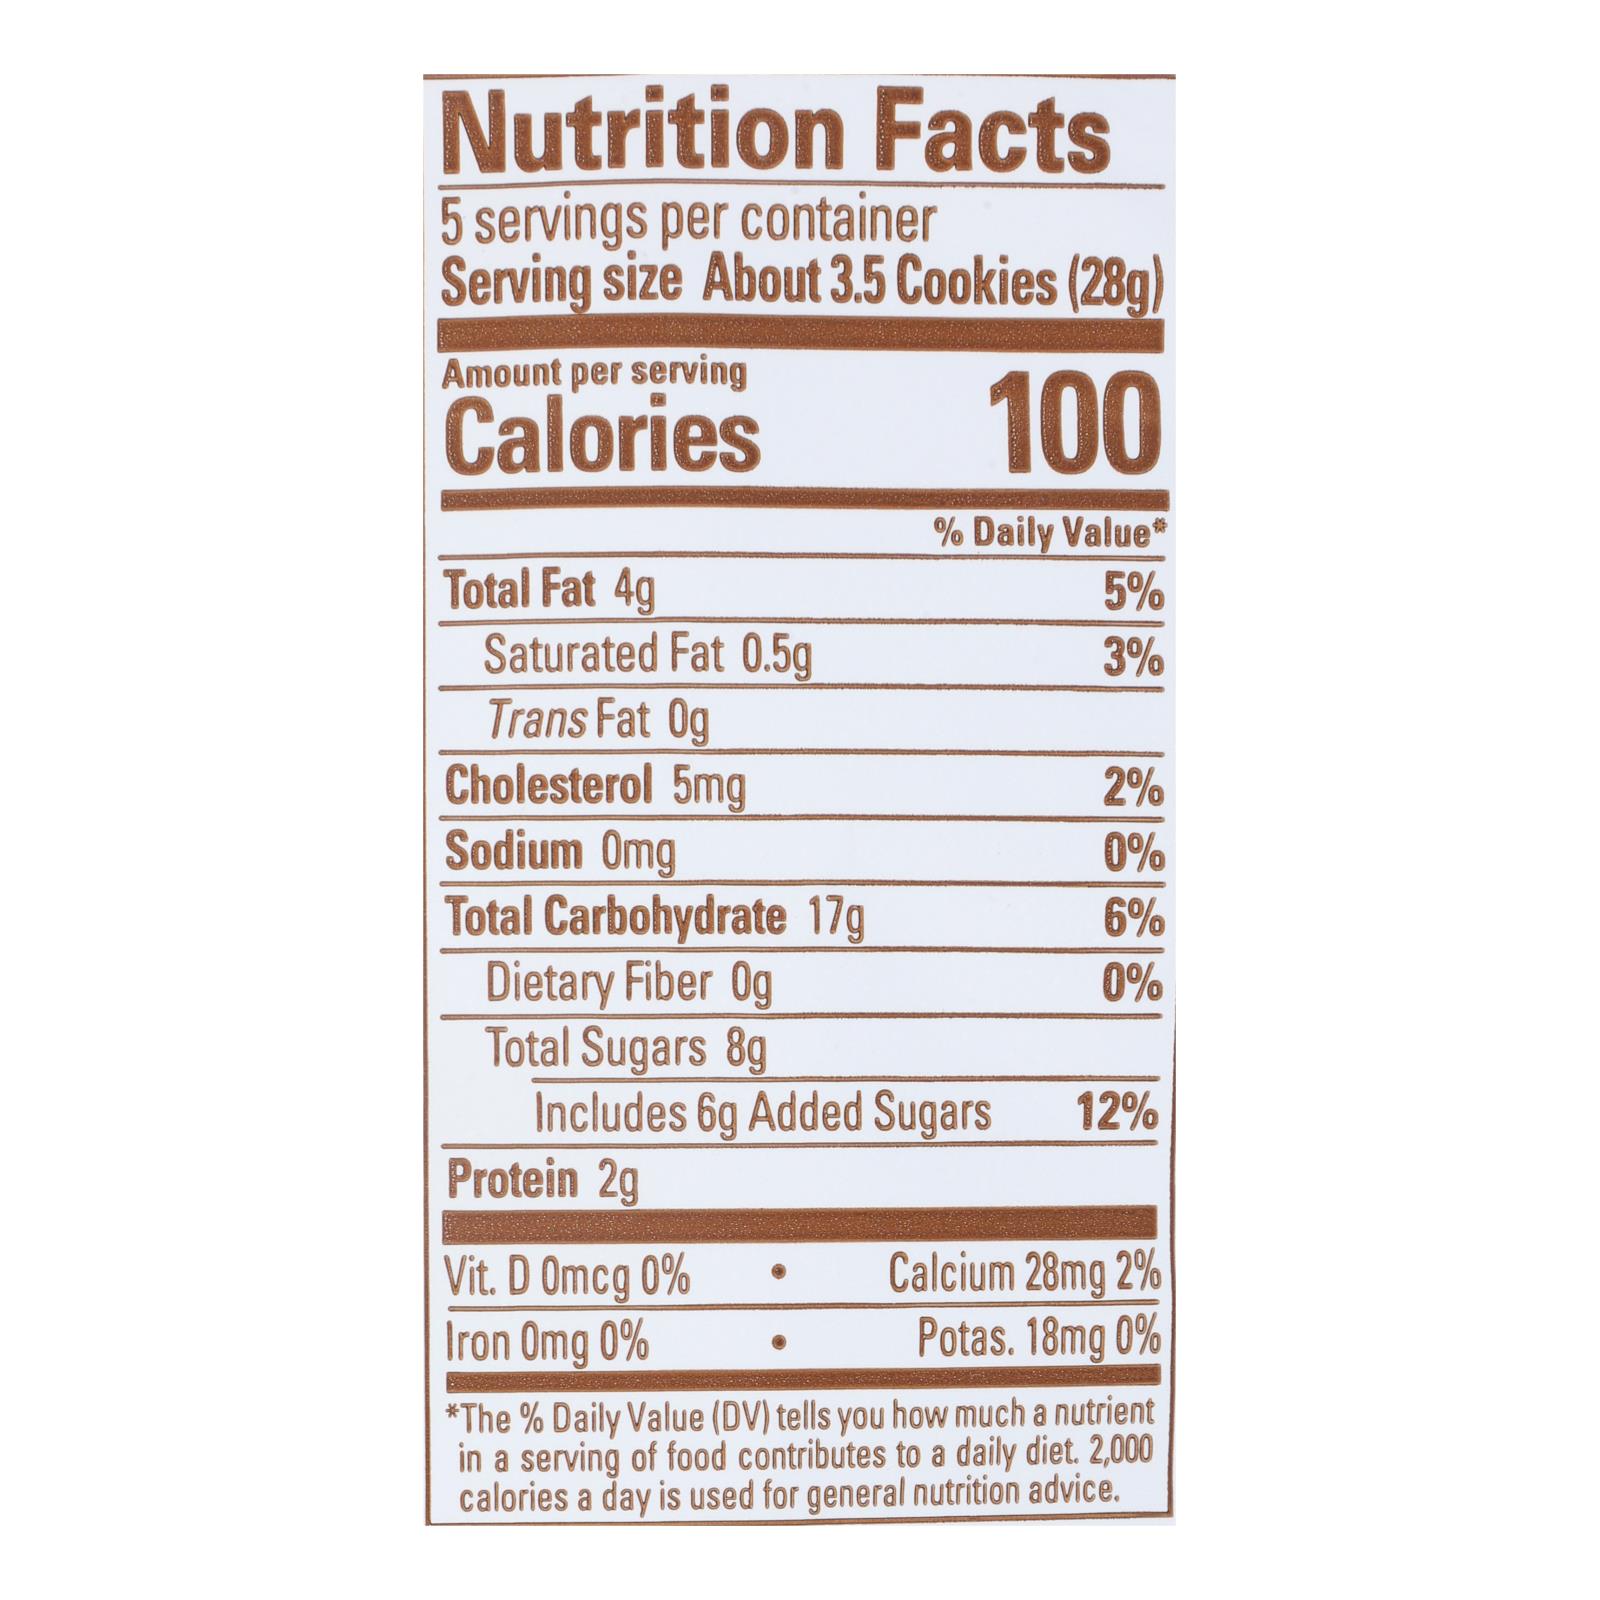 Nutrition Facts
5 servings per container
Serving size About 3.5 Cookies (28g)
Amount per serving
Calories 100
% Daily Value*
Total Fat 4g 5%
Saturated Fat 0.5g 3%
Trans Fat 0g
Cholesterol 5mg 2%
Sodium 0mg 0%
Total Carbohydrate 17g 6%
Dietary Fiber 0g 0%
Total Sugars 8g
Includes 6g Added Sugars 12%
Protein 2g
Vit. D 0mcg 0% • Calcium 28mg 2%
Iron 0mg 0% • Potas. 18mg 0%
*The % Daily Value (DV) tells you how much a nutrient
in a serving of food contributes to a daily diet. 2,000
calories a day is used for general nutrition advice.